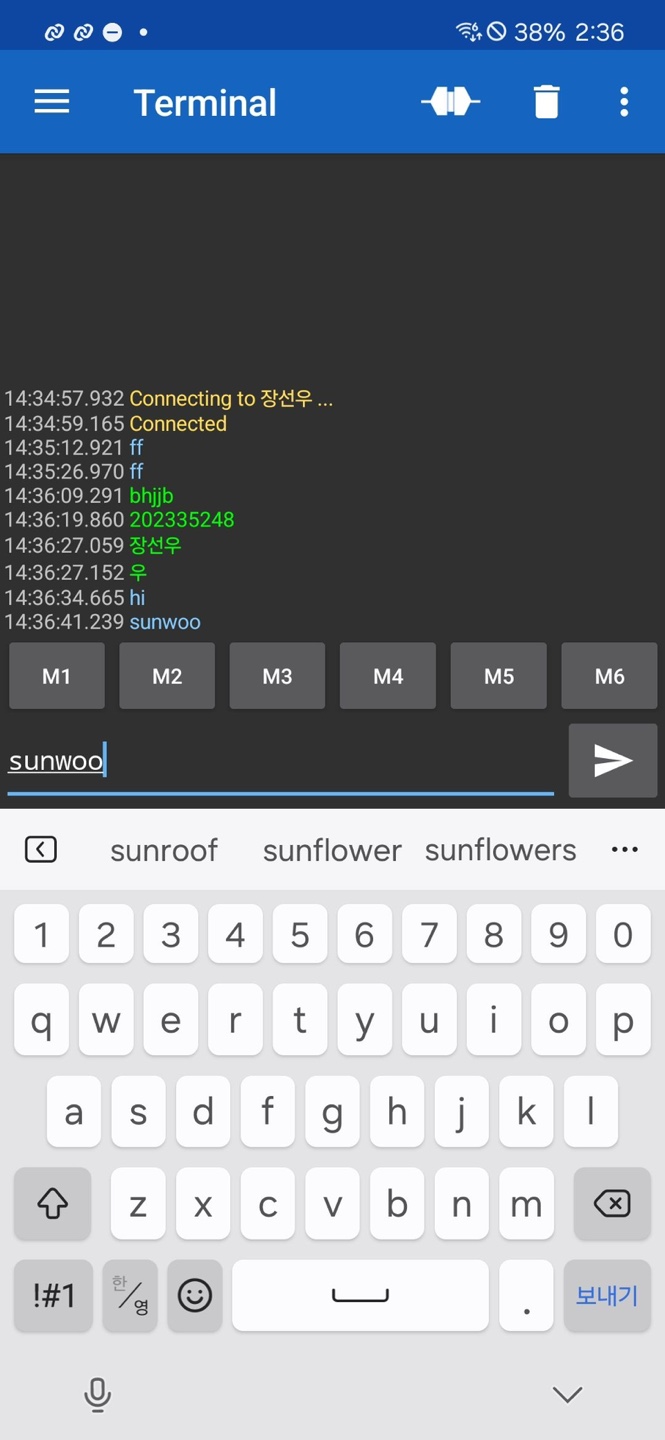 38% 2:36
Terminal
14:34:57.932 Connecting to 장선우 ...
14:34:59.165 Connected
14:35:12.921 ff
14:35:26.970 ff
14:36:09.291 bhjjb
14:36:19.860 202335248
14:36:27.059 장선우
14:36:27.152 우
14:36:34.665 hi
14:36:41.239 sunwoo
M1 M2 M3 M4 M5 M6
sunwoo
sunroof sunflower sunflowers ...
1 2 3 4 5 6 7 8 9 0
q w e r t y u i o p
a s d f g h j k l
z x c v b n m
!#1 한/영 . 보내기